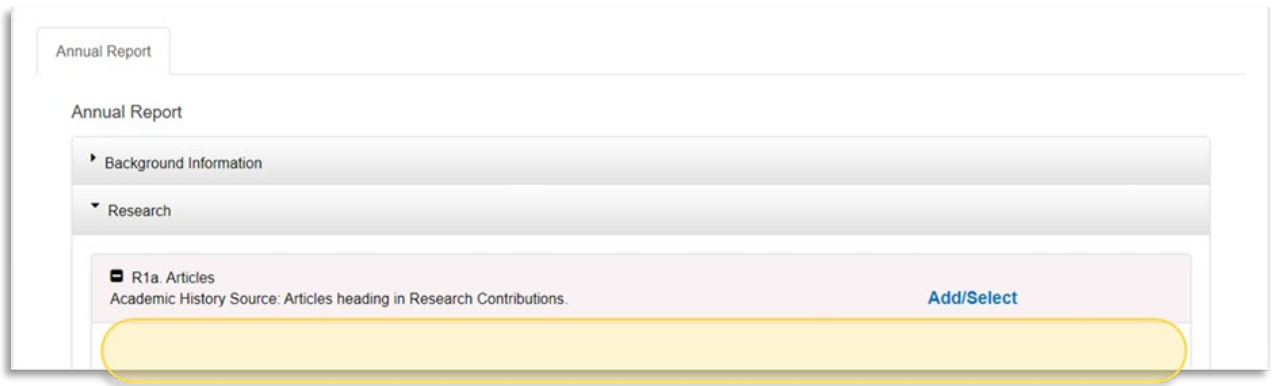 Annual Report
Annual Report
Background Information
Research
R1a. Articles
Academic History Source: Articles heading in Research Contributions.
Add/Select